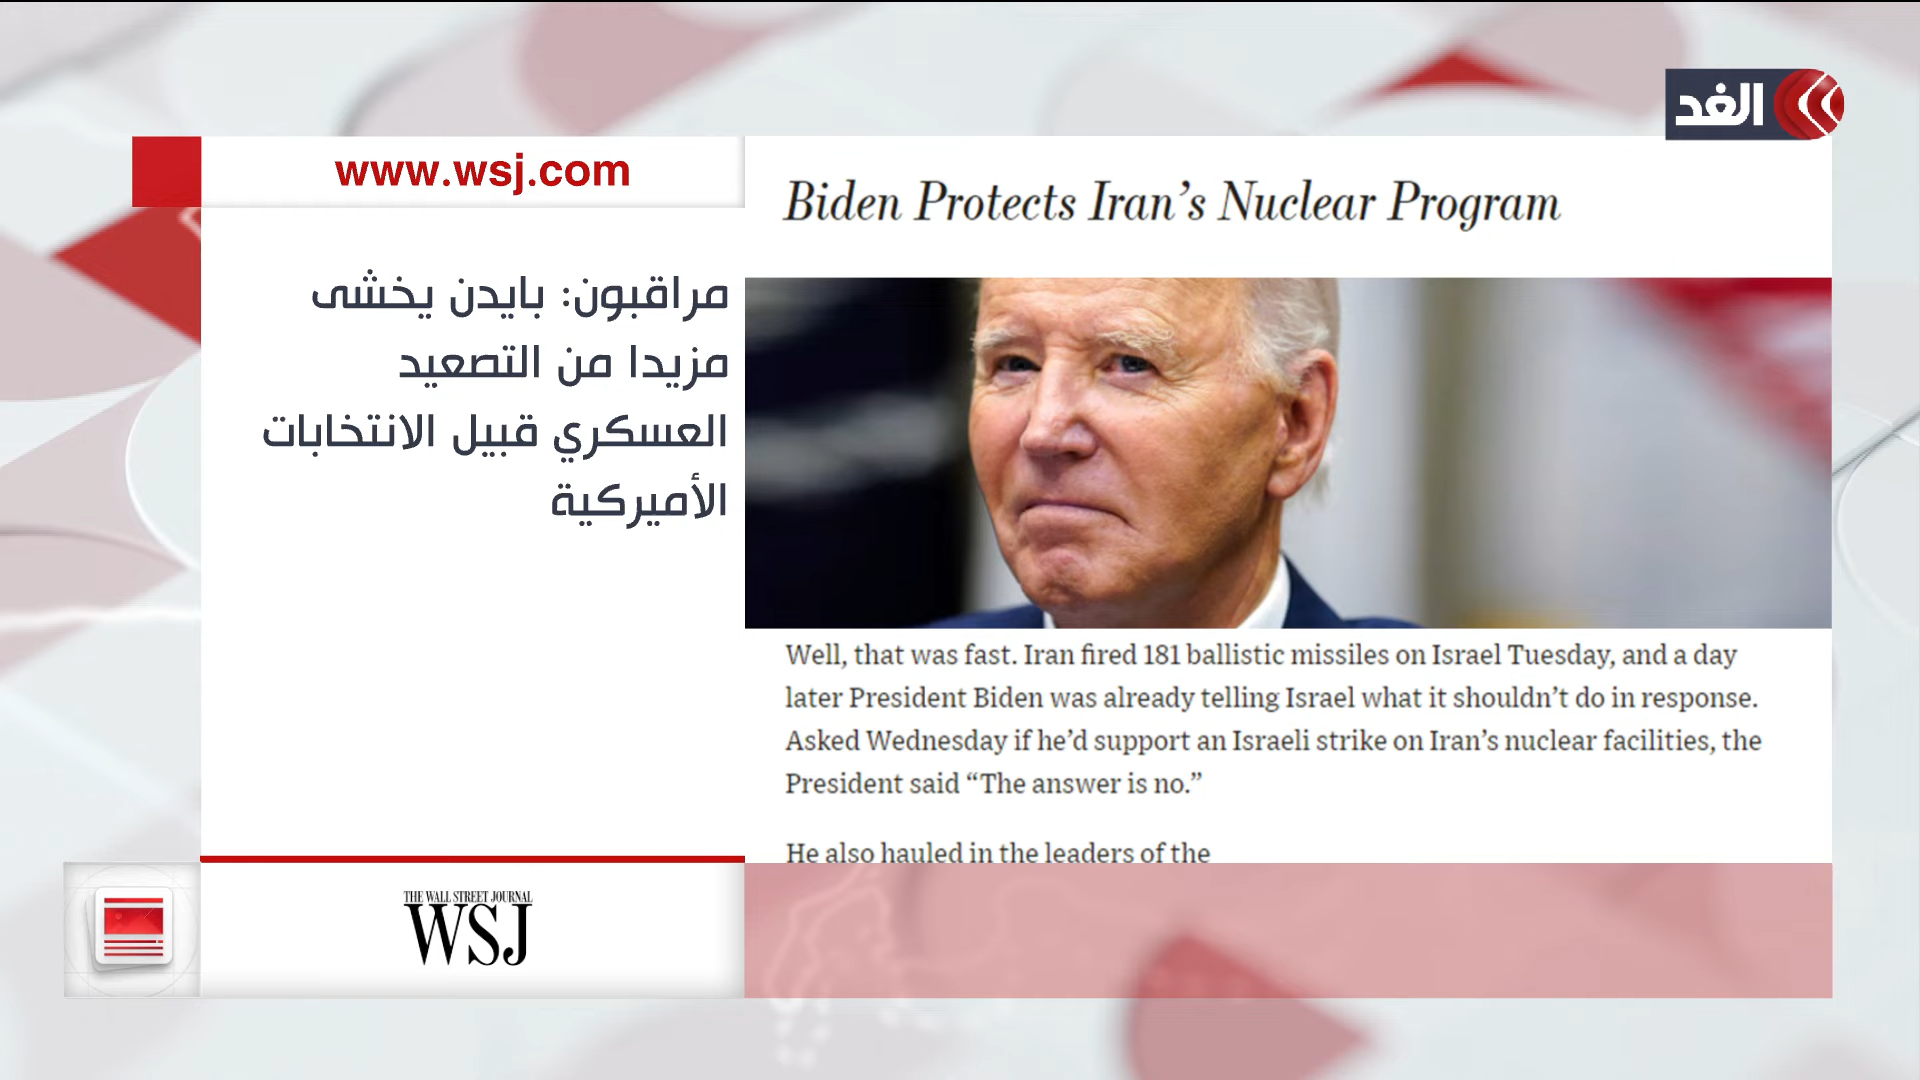 الغد
www.wsj.com
Biden Protects Iran’s Nuclear Program
مراقبون: بايدن يخشى
مزيدا من التصعيد
العسكري قبيل الانتخابات
الأميركية
Well, that was fast. Iran fired 181 ballistic missiles on Israel Tuesday, and a day
later President Biden was already telling Israel what it shouldn’t do in response.
Asked Wednesday if he’d support an Israeli strike on Iran’s nuclear facilities, the
President said “The answer is no.”
He also hauled in the leaders of the
THE WALL STREET JOURNAL
WSJ